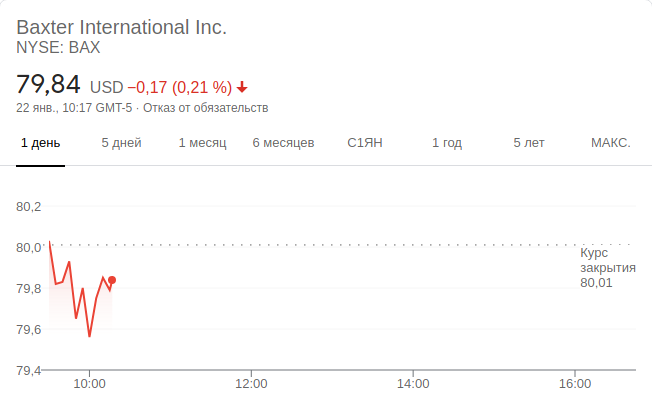 Baxter International Inc.
NYSE: BAX
79,84 USD −0,17 (0,21 %)
22 янв., 10:17 GMT-5 · Отказ от обязательств
1 день 5 дней 1 месяц 6 месяцев С1ЯН 1 год 5 лет МАКС.
80,2
80,0
Курс
закрытия
80,01
79,8
79,6
79,4
10:00 12:00 14:00 16:00